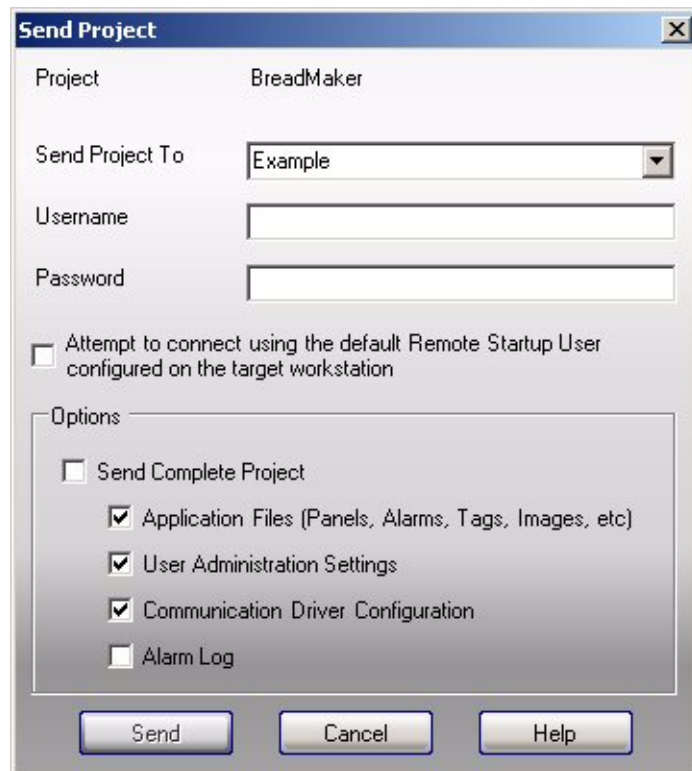 Send Project
Project BreadMaker
Send Project To Example
Username
Password
Attempt to connect using the default Remote Startup User
configured on the target workstation
Options
Send Complete Project
Application Files (Panels, Alarms, Tags, Images, etc)
User Administration Settings
Communication Driver Configuration
Alarm Log
Send Cancel Help